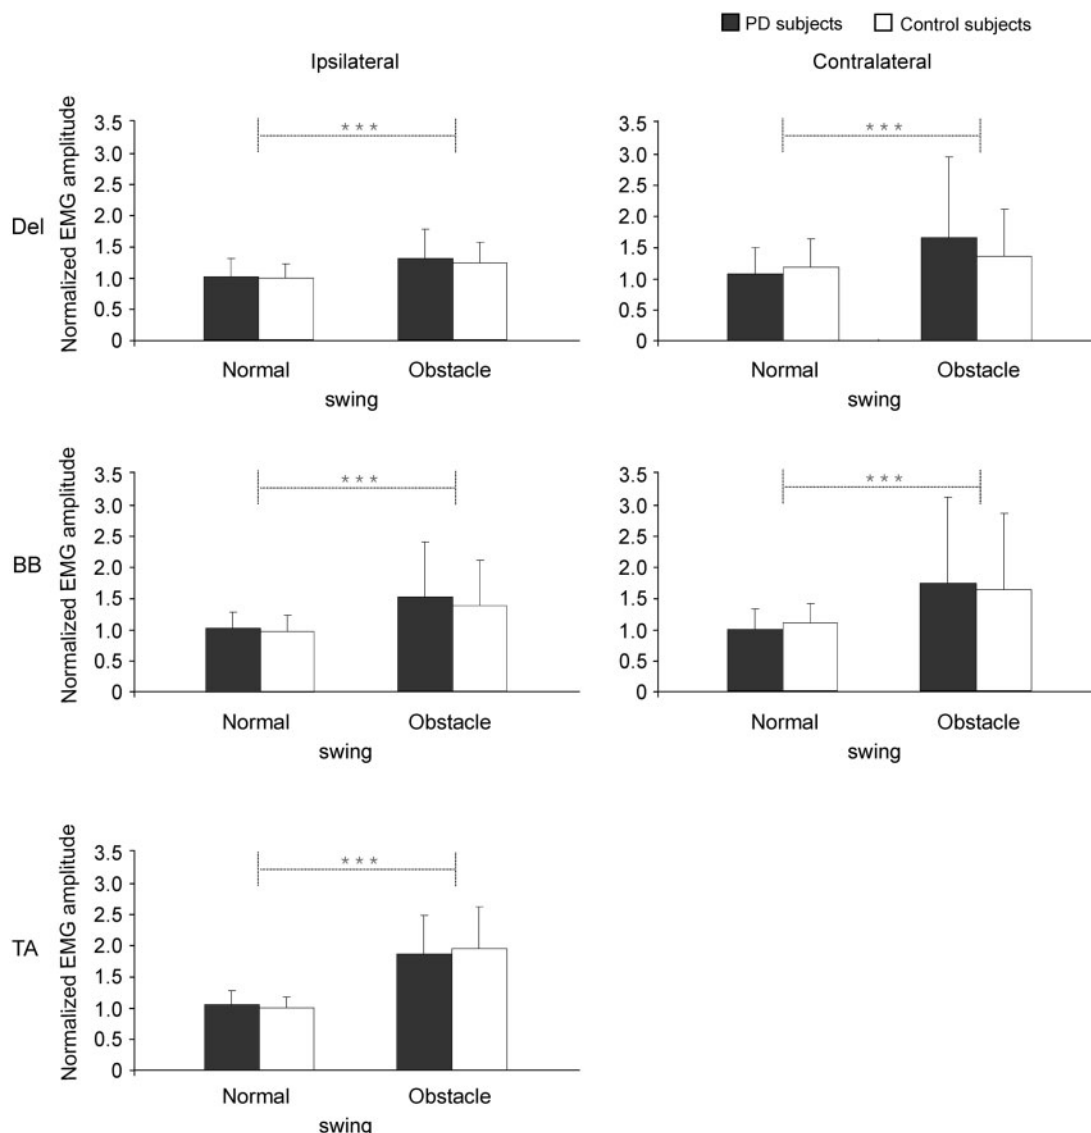 PD subjects Control subjects
Ipsilateral Contralateral
Del
Normalized EMG amplitude
3.5
3.0
2.5
2.0
1.5
1.0
0.5
0
* * *
Normal Obstacle
swing
Normalized EMG amplitude
3.5
3.0
2.5
2.0
1.5
1.0
0.5
0
* * *
Normal Obstacle
swing
BB
Normalized EMG amplitude
3.5
3.0
2.5
2.0
1.5
1.0
0.5
0
* * *
Normal Obstacle
swing
Normalized EMG amplitude
3.5
3.0
2.5
2.0
1.5
1.0
0.5
0
* * *
Normal Obstacle
swing
TA
Normalized EMG amplitude
3.5
3.0
2.5
2.0
1.5
1.0
0.5
0
* * *
Normal Obstacle
swing